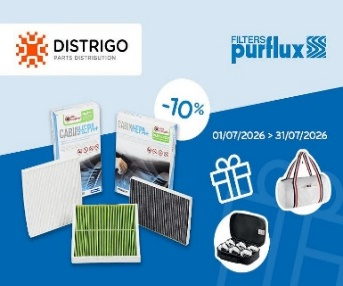 DISTRIGO
PARTS DISTRIBUTION
FILTERS
purflux
-10%
01/07/2026 > 31/07/2026
CABINHEPA
CABINHEPA